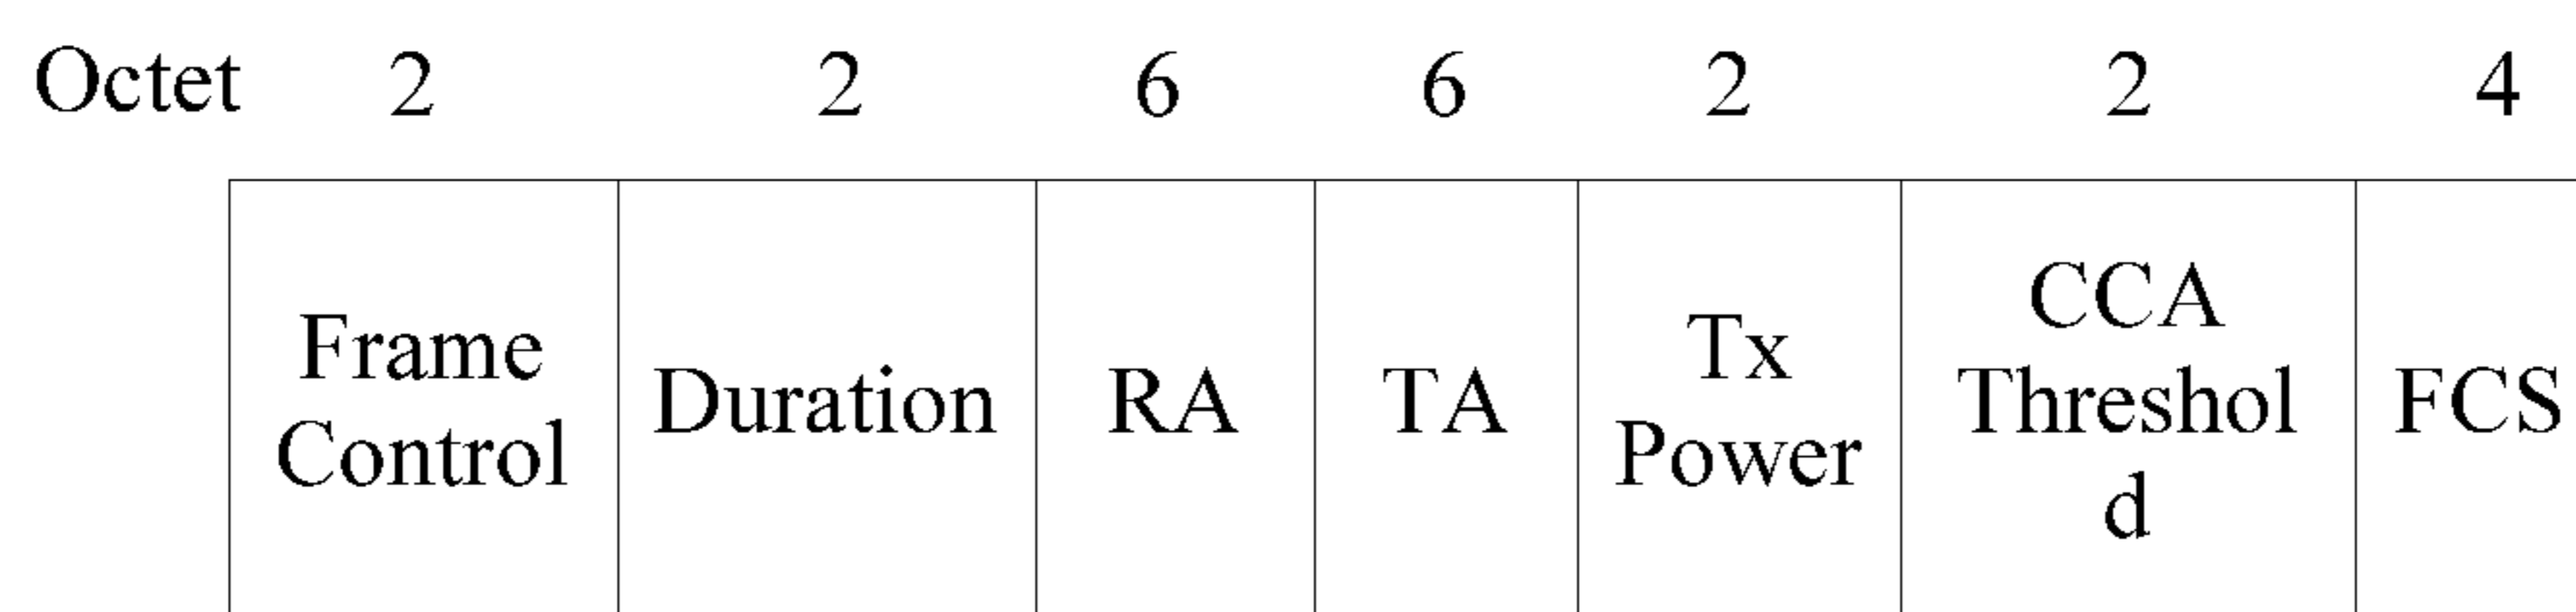 Octet 2 2 6 6 2 2 4
Frame
Control
Duration
RA
TA
Tx
Power
CCA
Threshol
d
FCS